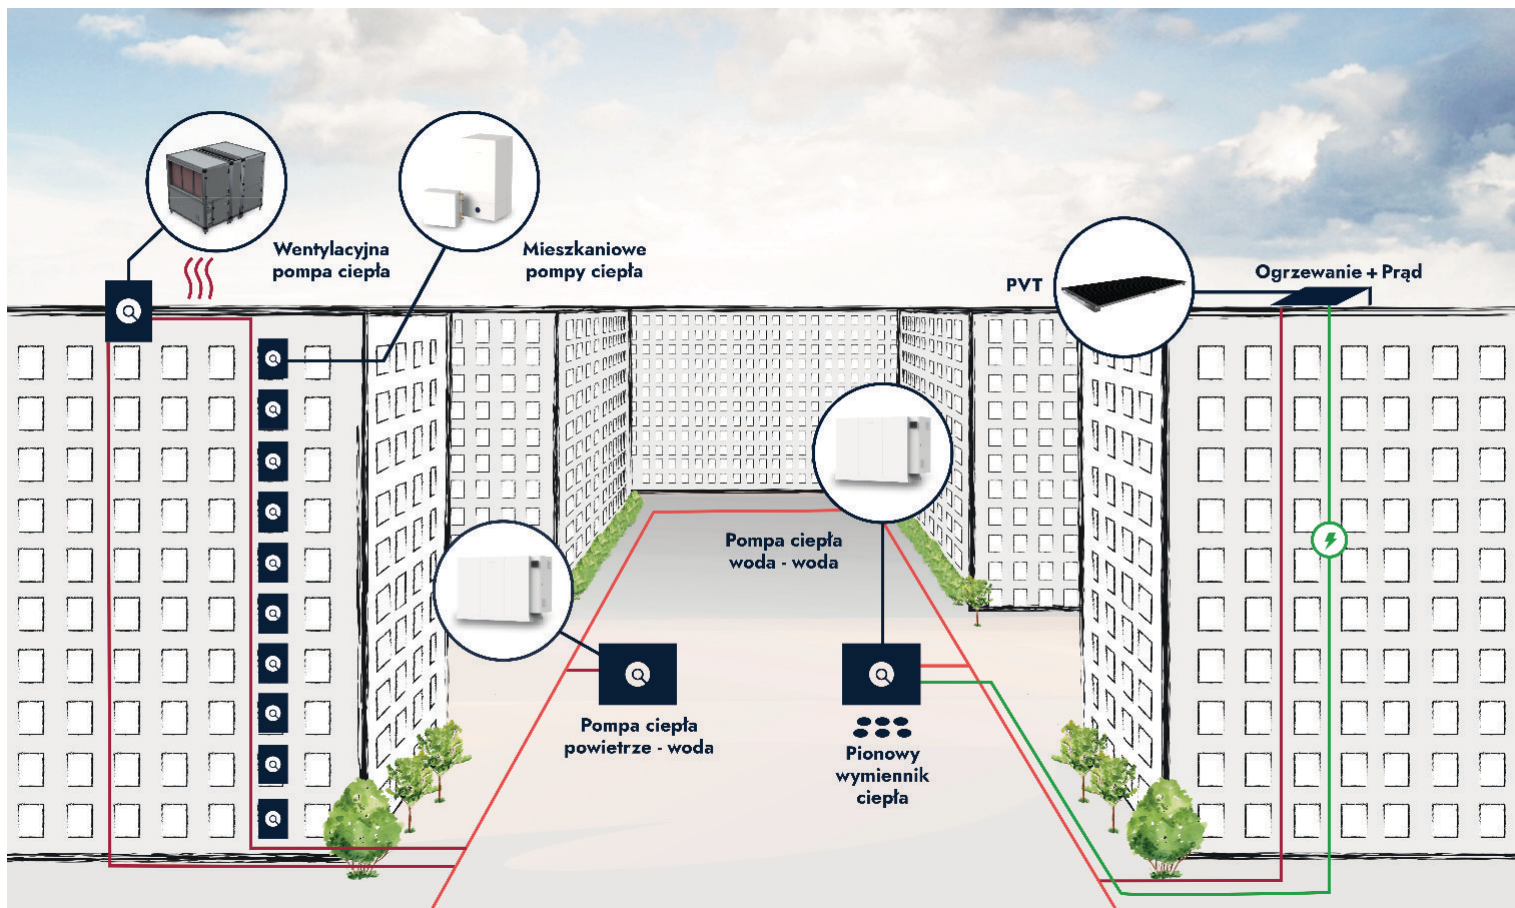 Wentylacyjna
pompa ciepła
Mieszkaniowe
pompy ciepła
PVT
Ogrzewanie + Prąd
Pompa ciepła
woda - woda
Pompa ciepła
powietrze - woda
Pionowy
wymiennik
ciepła